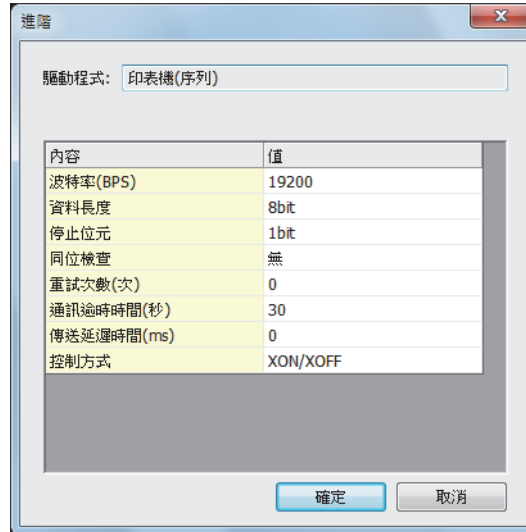 進階
驅動程式: 印表機(序列)
內容 值
波特率(BPS) 19200
資料長度 8bit
停止位元 1bit
同位檢查 無
重試次數(次) 0
通訊逾時時間(秒) 30
傳送延遲時間(ms) 0
控制方式 XON/XOFF
確定 取消